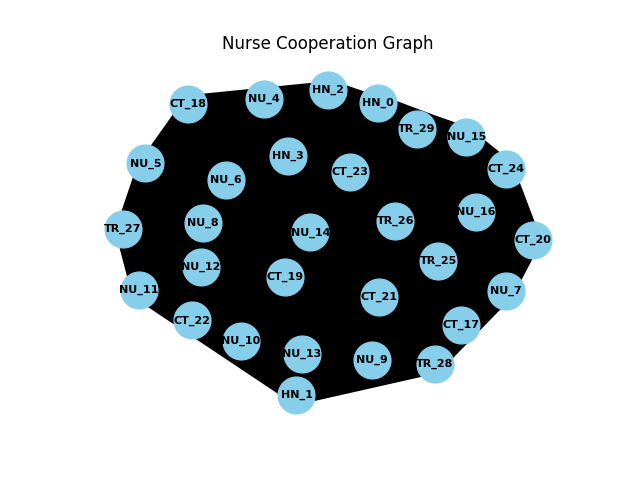 Nurse Cooperation Graph
HN_2
NU_4
HN_0
CT_18
TR_29
NU_15
HN_3
NU_5
CT_24
CT_23
NU_6
NU_16
TR_26
NU_8
TR_27
NU_14
CT_20
TR_25
NU_12
CT_19
NU_11
NU_7
CT_21
CT_22
CT_17
NU_10
NU_13
NU_9
TR_28
HN_1